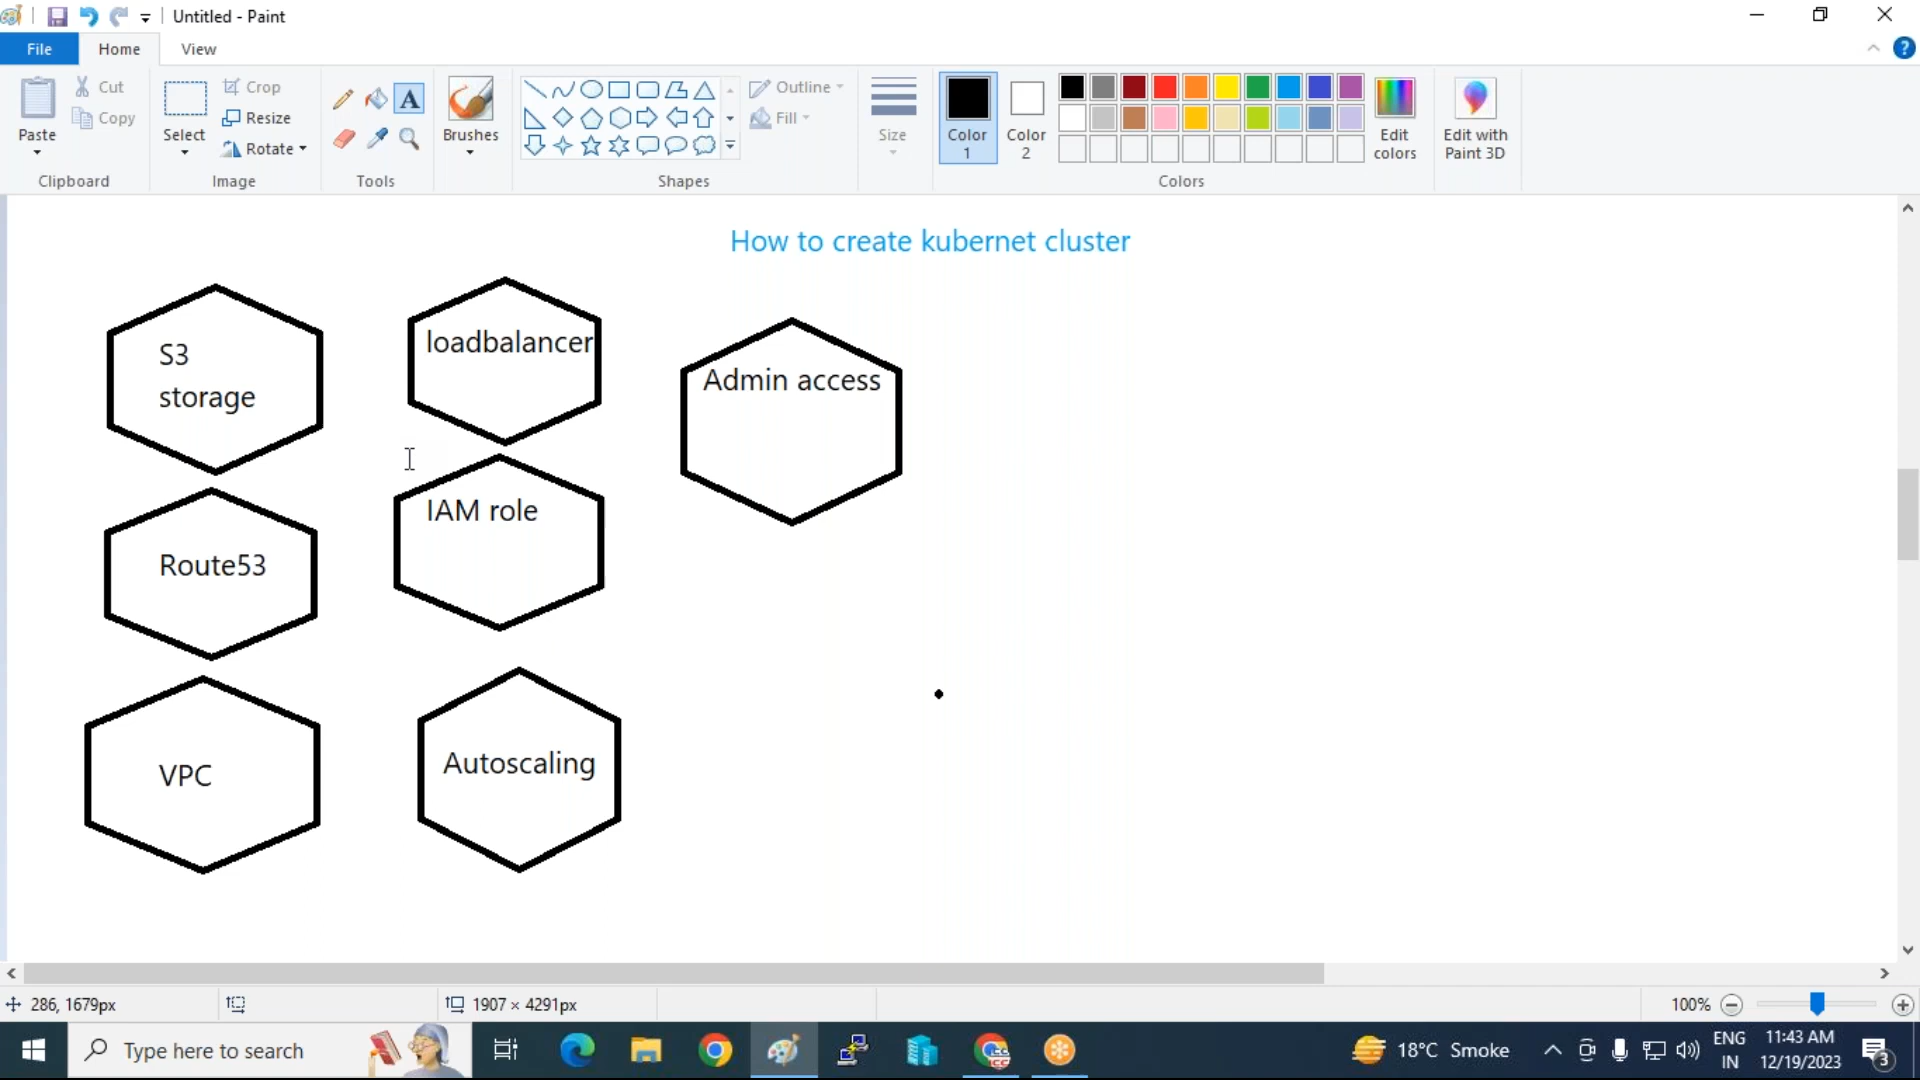 Untitled - Paint
File
Home
View
Paste
Cut
Copy
Clipboard
Select
Crop
Resize
Rotate
Image
A
Tools
Brushes
Shapes
Outline
Fill
Size
Color
1
Color
2
Colors
Edit
colors
Edit with
Paint 3D
?
How to create kubernet cluster
S3
storage
loadbalancer
Admin access
IAM role
Route53
VPC
Autoscaling
286, 1679px
1907 × 4291px
100%
Type here to search
18°C Smoke
ENG
IN
11:43 AM
12/19/2023
3